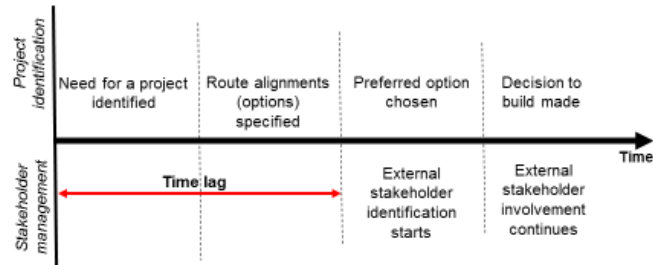 Project
identification
Need for a project
identified
Route alignments
(options)
specified
Preferred option
chosen
Decision to
build made
Time
Stakeholder
management
Time lag
External
stakeholder
identification
starts
External
stakeholder
involvement
continues